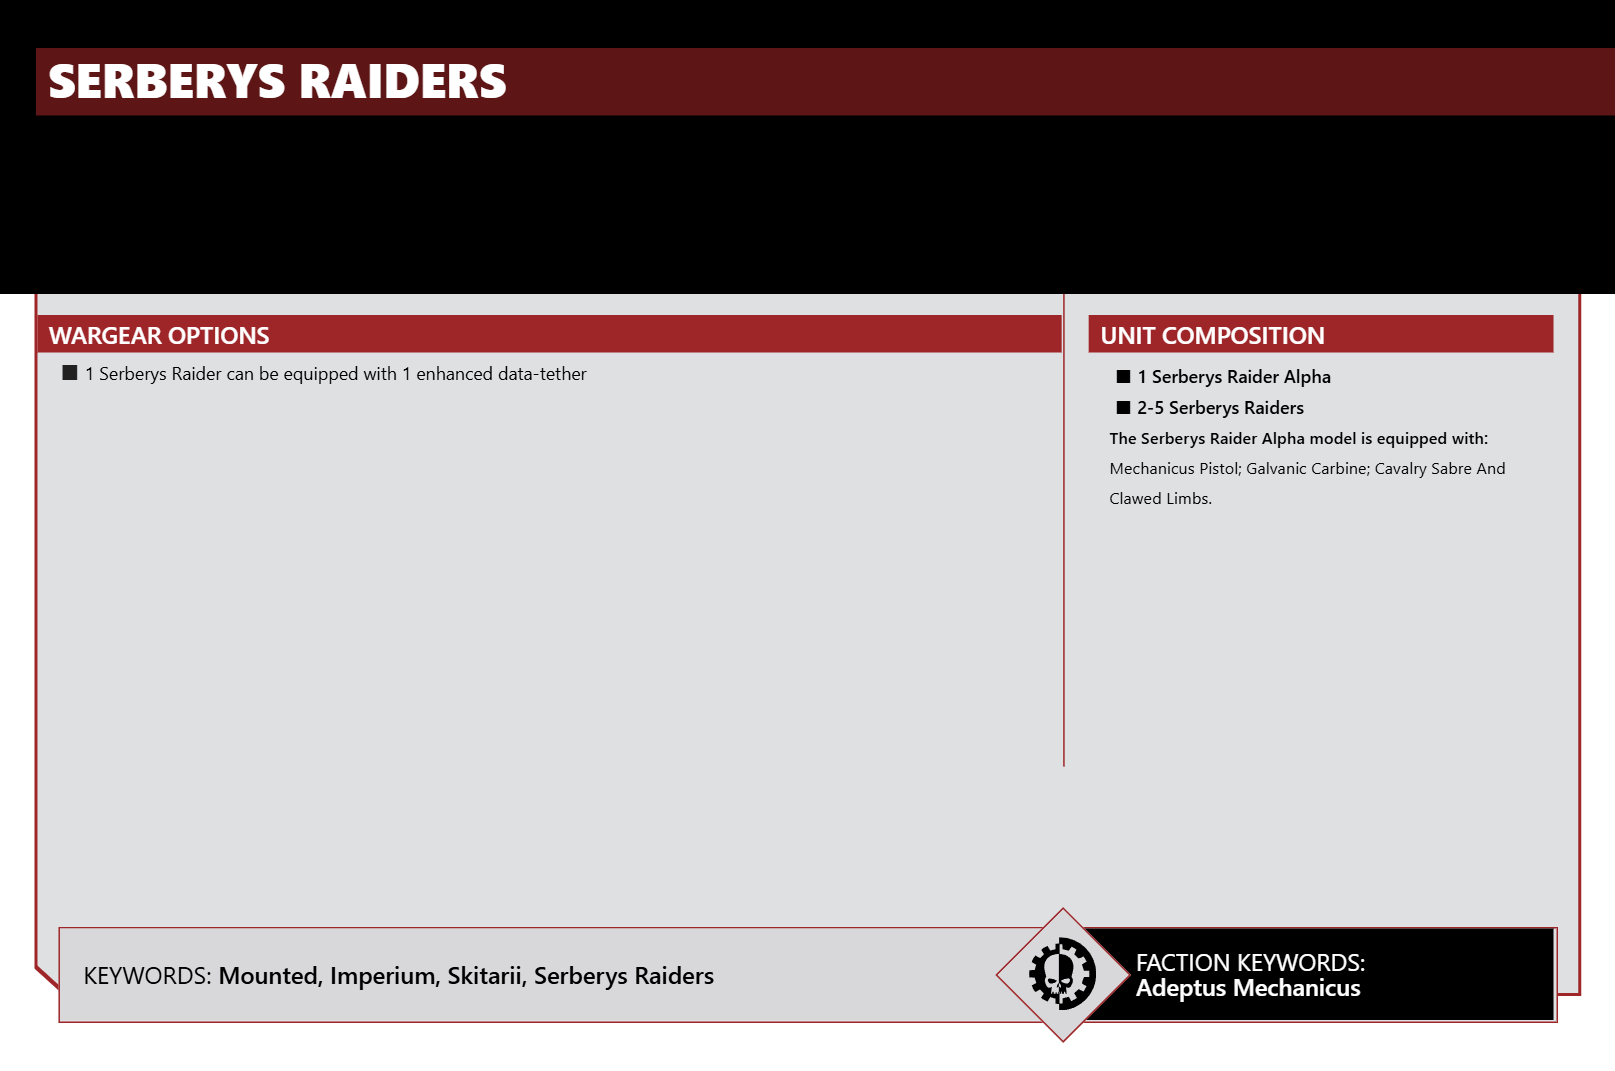 SERBERYS RAIDERS
WARGEAR OPTIONS
■ 1 Serberys Raider can be equipped with 1 enhanced data-tether
UNIT COMPOSITION
■ 1 Serberys Raider Alpha
■ 2-5 Serberys Raiders
The Serberys Raider Alpha model is equipped with:
Mechanicus Pistol; Galvanic Carbine; Cavalry Sabre And
Clawed Limbs.
KEYWORDS: Mounted, Imperium, Skitarii, Serberys Raiders
FACTION KEYWORDS:
Adeptus Mechanicus